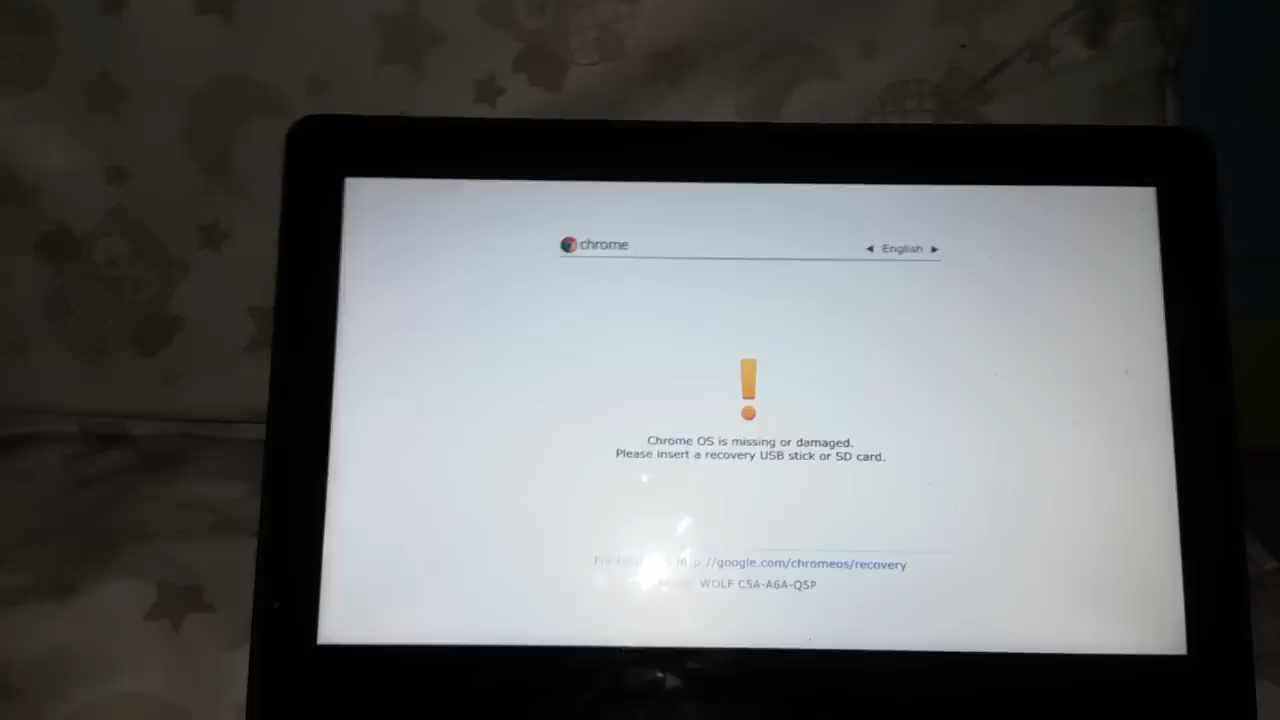 chrome
◄ English ►
Chrome OS is missing or damaged.
Please insert a recovery USB stick or SD card.
For //google.com/chromeos/recovery
WOLF C5A-A6A-Q5P